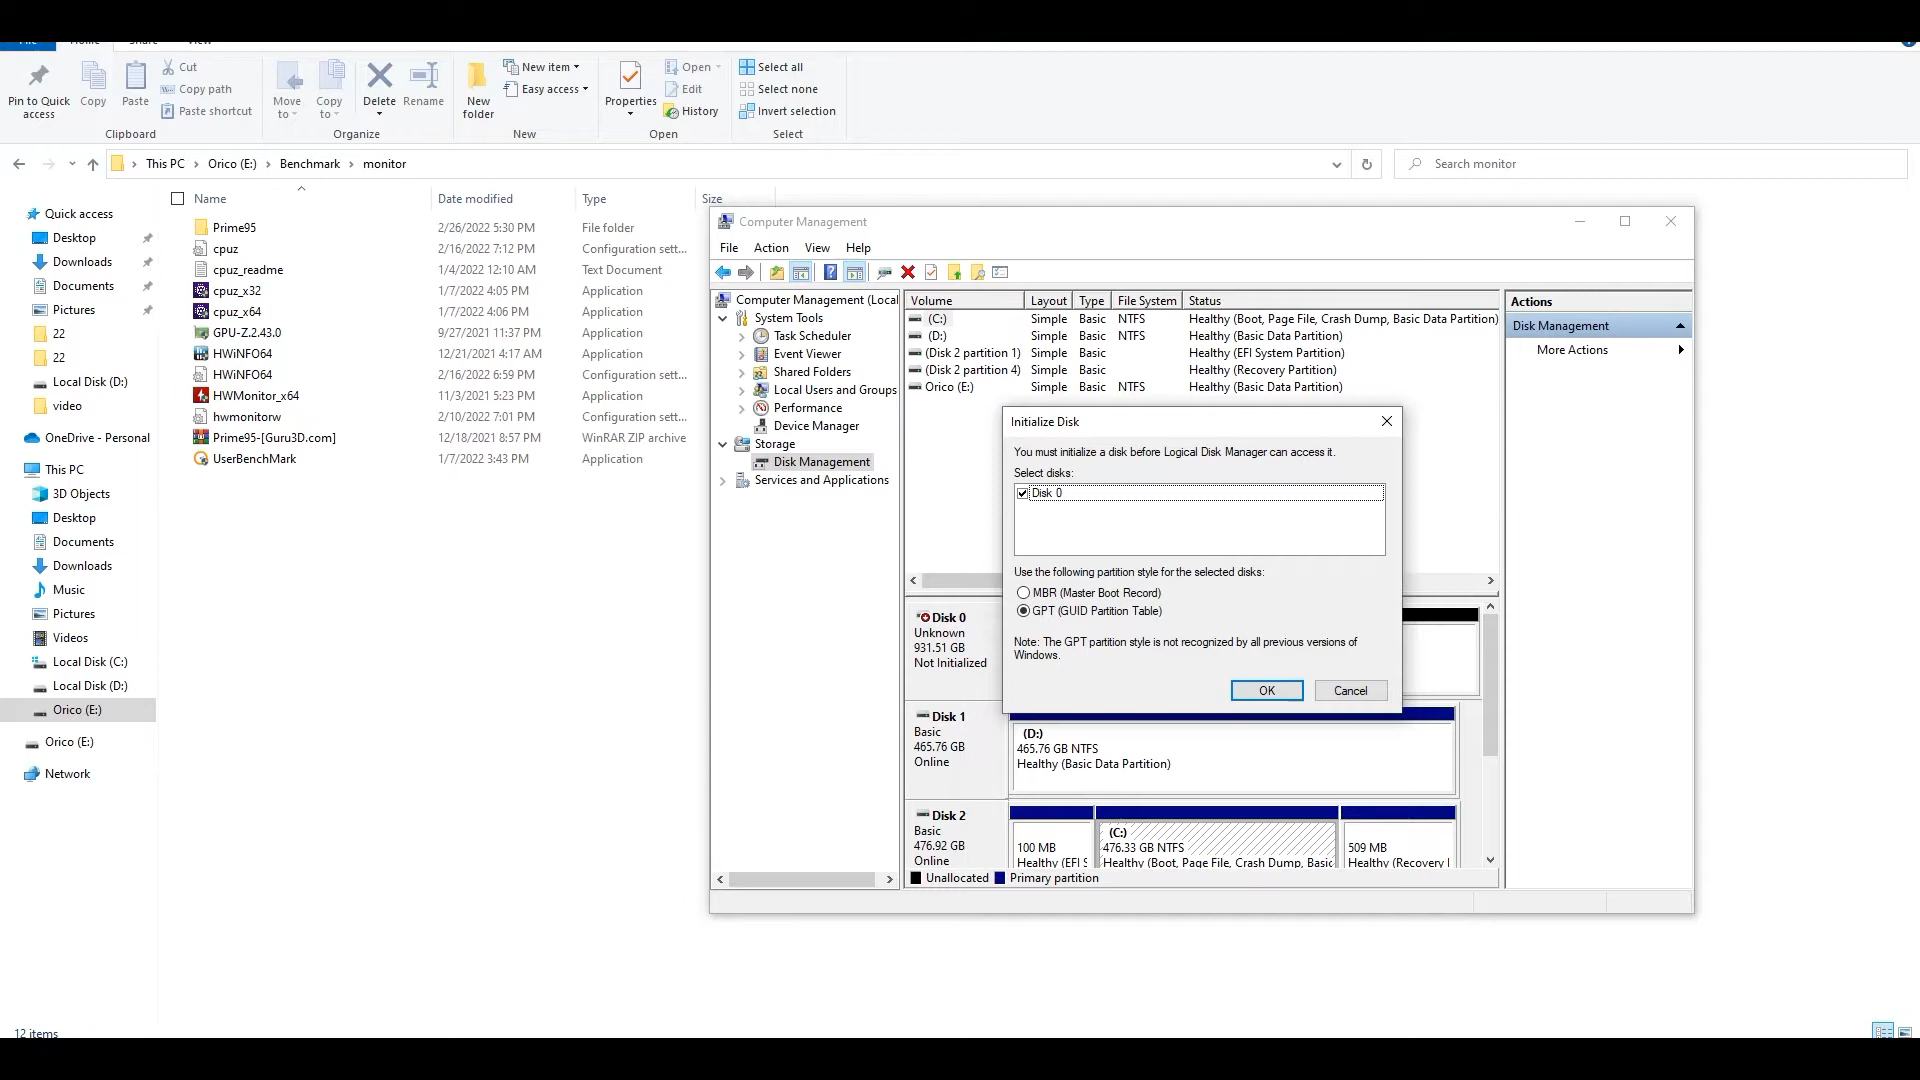 File
Home
Share
View
Pin to Quick access
Copy
Paste
Cut
Copy path
Paste shortcut
Clipboard
Move to
Copy to
Delete
Rename
Organize
New folder
New item
Easy access
New
Properties
Open
Edit
History
Open
Select all
Select none
Invert selection
Select
This PC
Orico (E:)
Benchmark
monitor
Search monitor
Quick access
Desktop
Downloads
Documents
Pictures
22
22
Local Disk (D:)
video
OneDrive - Personal
This PC
3D Objects
Desktop
Documents
Downloads
Music
Pictures
Videos
Local Disk (C:)
Local Disk (D:)
Orico (E:)
Orico (E:)
Network
12 items
Name Date modified Type Size
Prime95 2/26/2022 5:30 PM File folder
cpuz 2/16/2022 7:12 PM Configuration sett...
cpuz_readme 1/4/2022 12:10 AM Text Document
cpuz_x32 1/7/2022 4:05 PM Application
cpuz_x64 1/7/2022 4:06 PM Application
GPU-Z.2.43.0 9/27/2021 11:37 PM Application
HWiNFO64 12/21/2021 4:17 AM Application
HWiNFO64 2/16/2022 6:59 PM Configuration sett...
HWMonitor_x64 11/3/2021 5:23 PM Application
hwmonitorw 2/10/2022 7:01 PM Configuration sett...
Prime95-[Guru3D.com] 12/18/2021 8:57 PM WinRAR ZIP archive
UserBenchMark 1/7/2022 3:43 PM Application
Computer Management
File Action View Help
Computer Management (Local
System Tools
Task Scheduler
Event Viewer
Shared Folders
Local Users and Groups
Performance
Device Manager
Storage
Disk Management
Services and Applications
Volume Layout Type File System Status
(C:) Simple Basic NTFS Healthy (Boot, Page File, Crash Dump, Basic Data Partition)
(D:) Simple Basic NTFS Healthy (Basic Data Partition)
(Disk 2 partition 1) Simple Basic Healthy (EFI System Partition)
(Disk 2 partition 4) Simple Basic Healthy (Recovery Partition)
Orico (E:) Simple Basic NTFS Healthy (Basic Data Partition)
Actions
Disk Management
More Actions
Initialize Disk
You must initialize a disk before Logical Disk Manager can access it.
Select disks:
Disk 0
Use the following partition style for the selected disks:
MBR (Master Boot Record)
GPT (GUID Partition Table)
Note: The GPT partition style is not recognized by all previous versions of
Windows.
OK
Cancel
Disk 0
Unknown
931.51 GB
Not Initialized
Disk 1
Basic
465.76 GB
Online
(D:)
465.76 GB NTFS
Healthy (Basic Data Partition)
Disk 2
Basic
476.92 GB
Online
100 MB
Healthy (EFI S
(C:)
476.33 GB NTFS
Healthy (Boot, Page File, Crash Dump, Basic
509 MB
Healthy (Recovery I
Unallocated
Primary partition